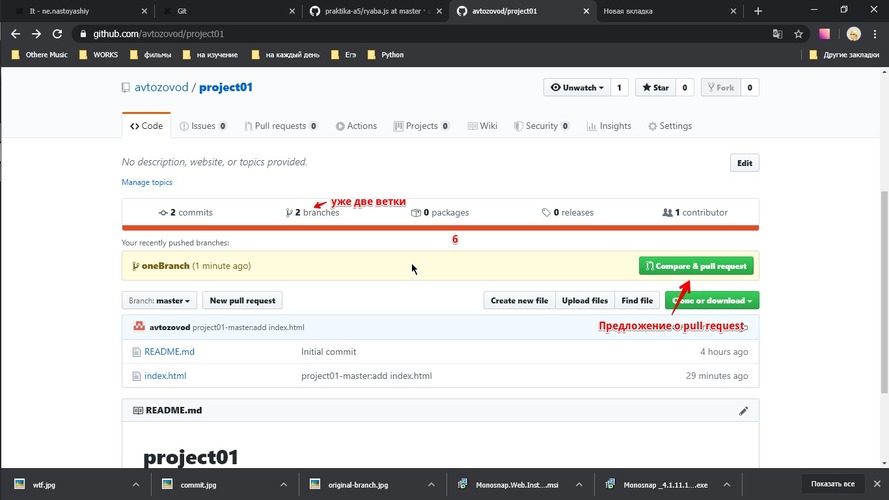 It - ne.nastoyashiy
Git
praktika-a5/ryaba.js at master ·
avtozovod/project01
Новая вкладка
github.com/avtozovod/project01
Othere Music
WORKS
фильмы
на изучение
на каждый день
Егэ
Python
Другие закладки
avtozovod / project01
Unwatch 1
Star 0
Fork 0
Code
Issues 0
Pull requests 0
Actions
Projects 0
Wiki
Security 0
Insights
Settings
No description, website, or topics provided.
Edit
Manage topics
уже две ветки
2 commits
2 branches
0 packages
0 releases
1 contributor
Your recently pushed branches:
6
oneBranch (1 minute ago)
Compare & pull request
Branch: master
New pull request
Create new file
Upload files
Find file
Clone or download
avtozovod project01-master:add index.html
Предложение о pull request
README.md
Initial commit
4 hours ago
index.html
project01-master:add index.html
29 minutes ago
README.md
project01
wtf.jpg
commit.jpg
original-branch.jpg
Monosnap.Web.Inst....msi
Monosnap _4.1.11.1....exe
Показать все